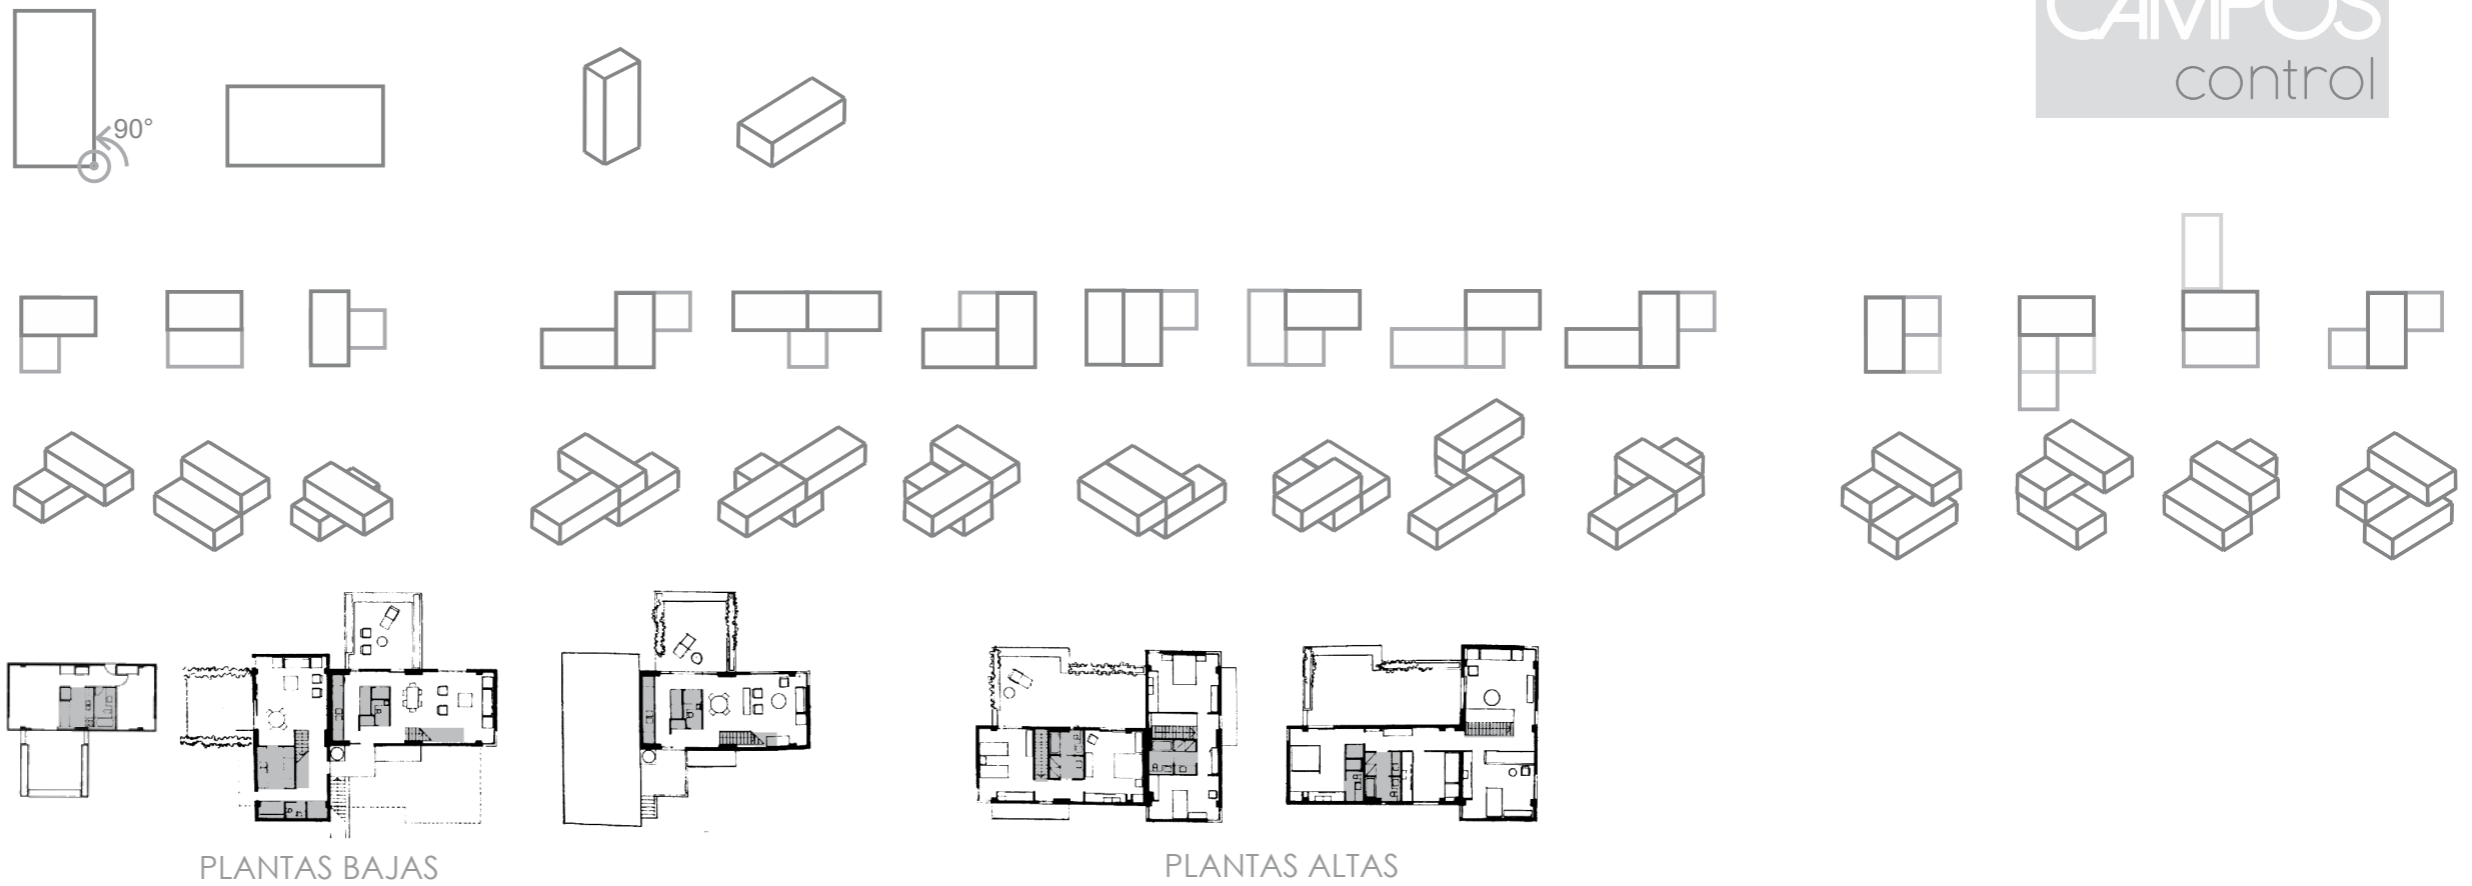 CAMPOS
control
90°
PLANTAS BAJAS
PLANTAS ALTAS